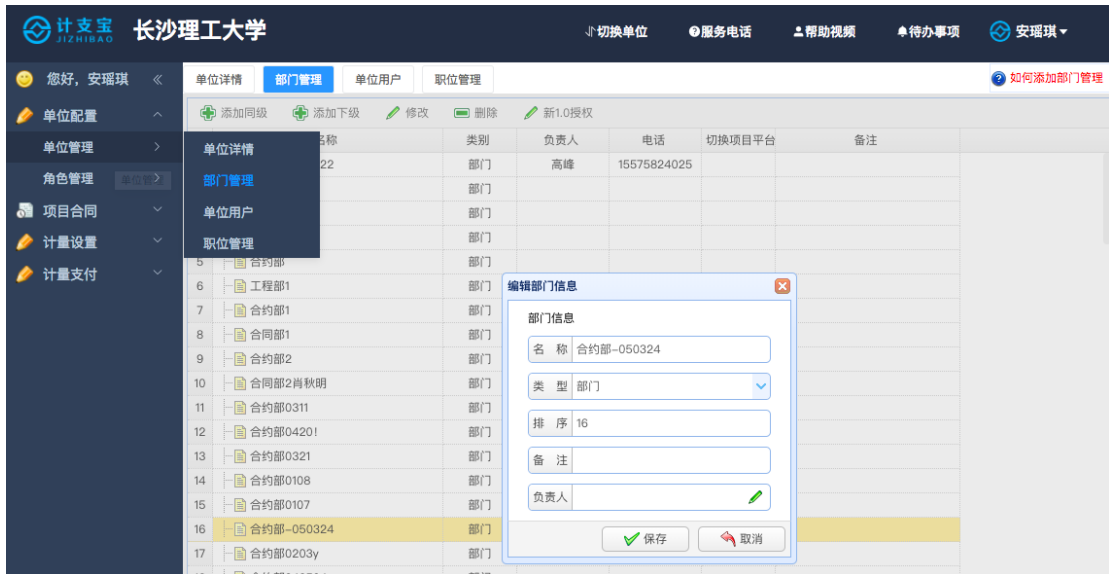 计支宝 长沙理工大学 切换单位 服务电话 帮助视频 待办事项 安瑶琪
JIZHIBAO
您好，安瑶琪
单位详情 部门管理 单位用户 职位管理 如何添加部门管理
单位配置
添加同级 添加下级 修改 删除 新1.0授权
单位管理
名称 类别 负责人 电话 切换项目平台 备注
单位详情
22 部门 高峰 15575824025
角色管理 单位管理
部门管理
部门
项目合同
单位用户
部门
计量设置
职位管理
部门
5 合约部 部门
计量支付
6 工程部1 部门
编辑部门信息
7 合约部1 部门
部门信息
8 合同部1 部门
名 称 合约部-050324
9 合约部2 部门
10 合同部2肖秋明 部门
类 型 部门
11 合约部0311 部门
排 序 16
12 合约部0420! 部门
13 合约部0321 部门
备 注
14 合约部0108 部门
15 合约部0107 部门
负责人
16 合约部-050324 部门
保存 取消
17 合约部0203y 部门